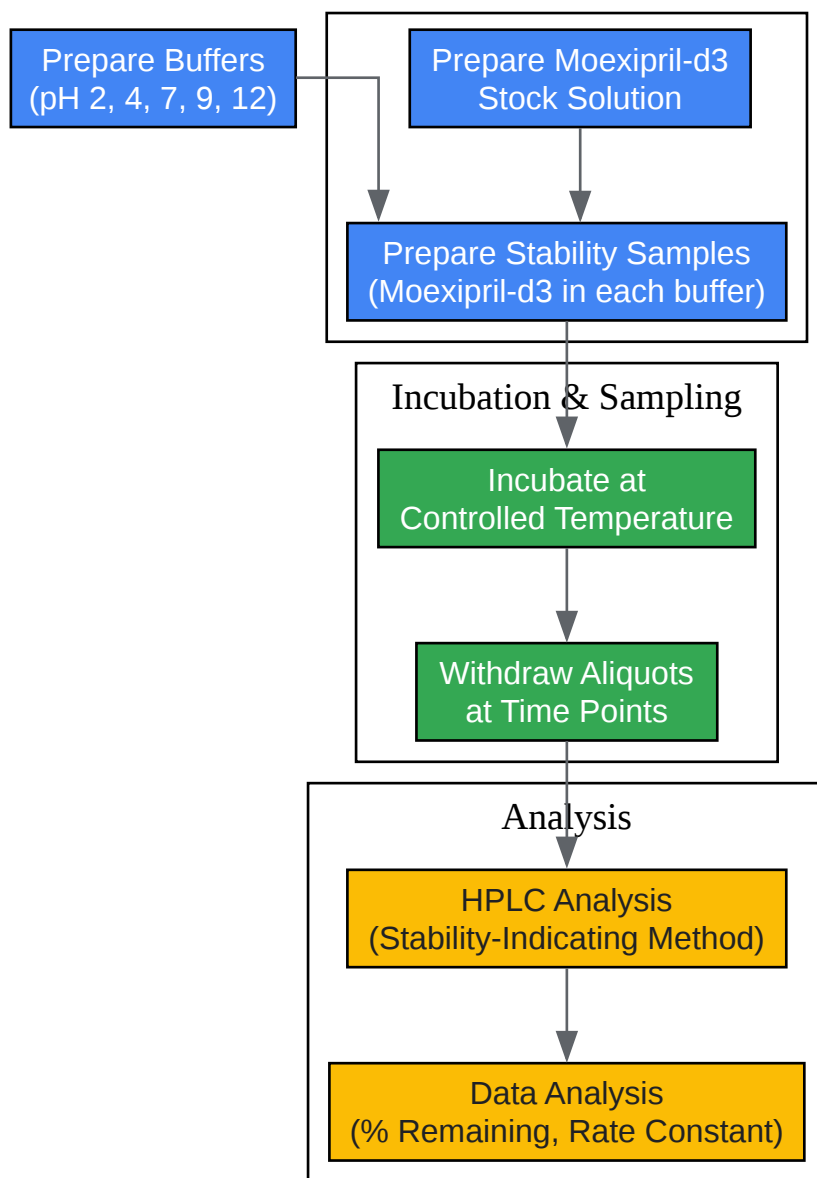 Prepare Buffers
(pH 2, 4, 7, 9, 12)
Prepare Moexipril-d3
Stock Solution
Prepare Stability Samples
(Moexipril-d3 in each buffer)
Incubation & Sampling
Incubate at
Controlled Temperature
Withdraw Aliquots
at Time Points
Analysis
HPLC Analysis
(Stability-Indicating Method)
Data Analysis
(% Remaining, Rate Constant)